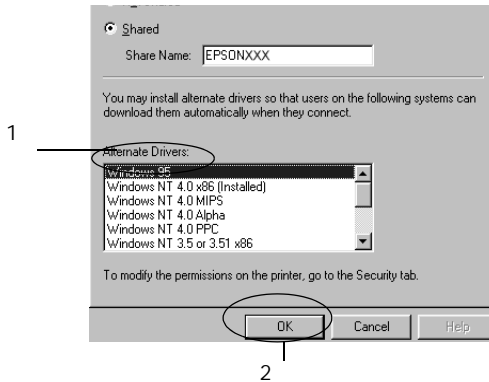 Shared
Share Name: EPSONXXX
You may install alternate drivers so that users on the following systems can
download them automatically when they connect.
1
Alternate Drivers:
Windows 95
Windows NT 4.0 x86 (Installed)
Windows NT 4.0 MIPS
Windows NT 4.0 Alpha
Windows NT 4.0 PPC
Windows NT 3.5 or 3.51 x86
To modify the permissions on the printer, go to the Security tab.
OK Cancel Help
2